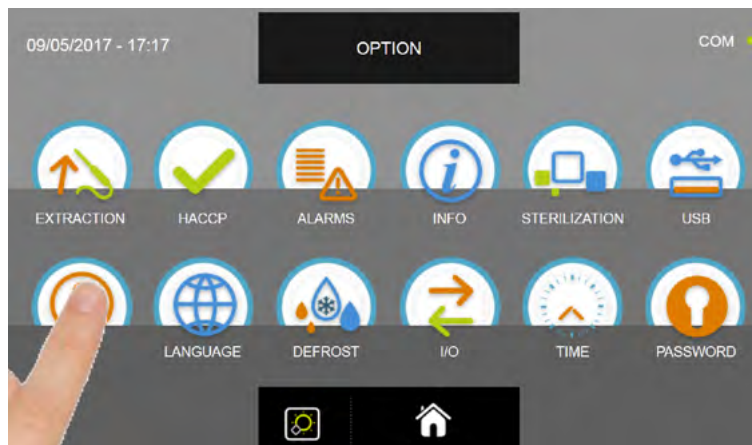 09/05/2017 - 17:17
OPTION
COM
EXTRACTION
HACCP
ALARMS
INFO
STERILIZATION
USB
LANGUAGE
DEFROST
I/O
TIME
PASSWORD